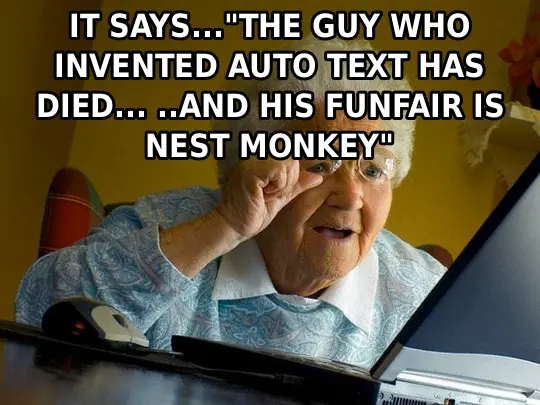 IT SAYS..."THE GUY WHO
INVENTED AUTO TEXT HAS
DIED... ..AND HIS FUNFAIR IS
NEST MONKEY"